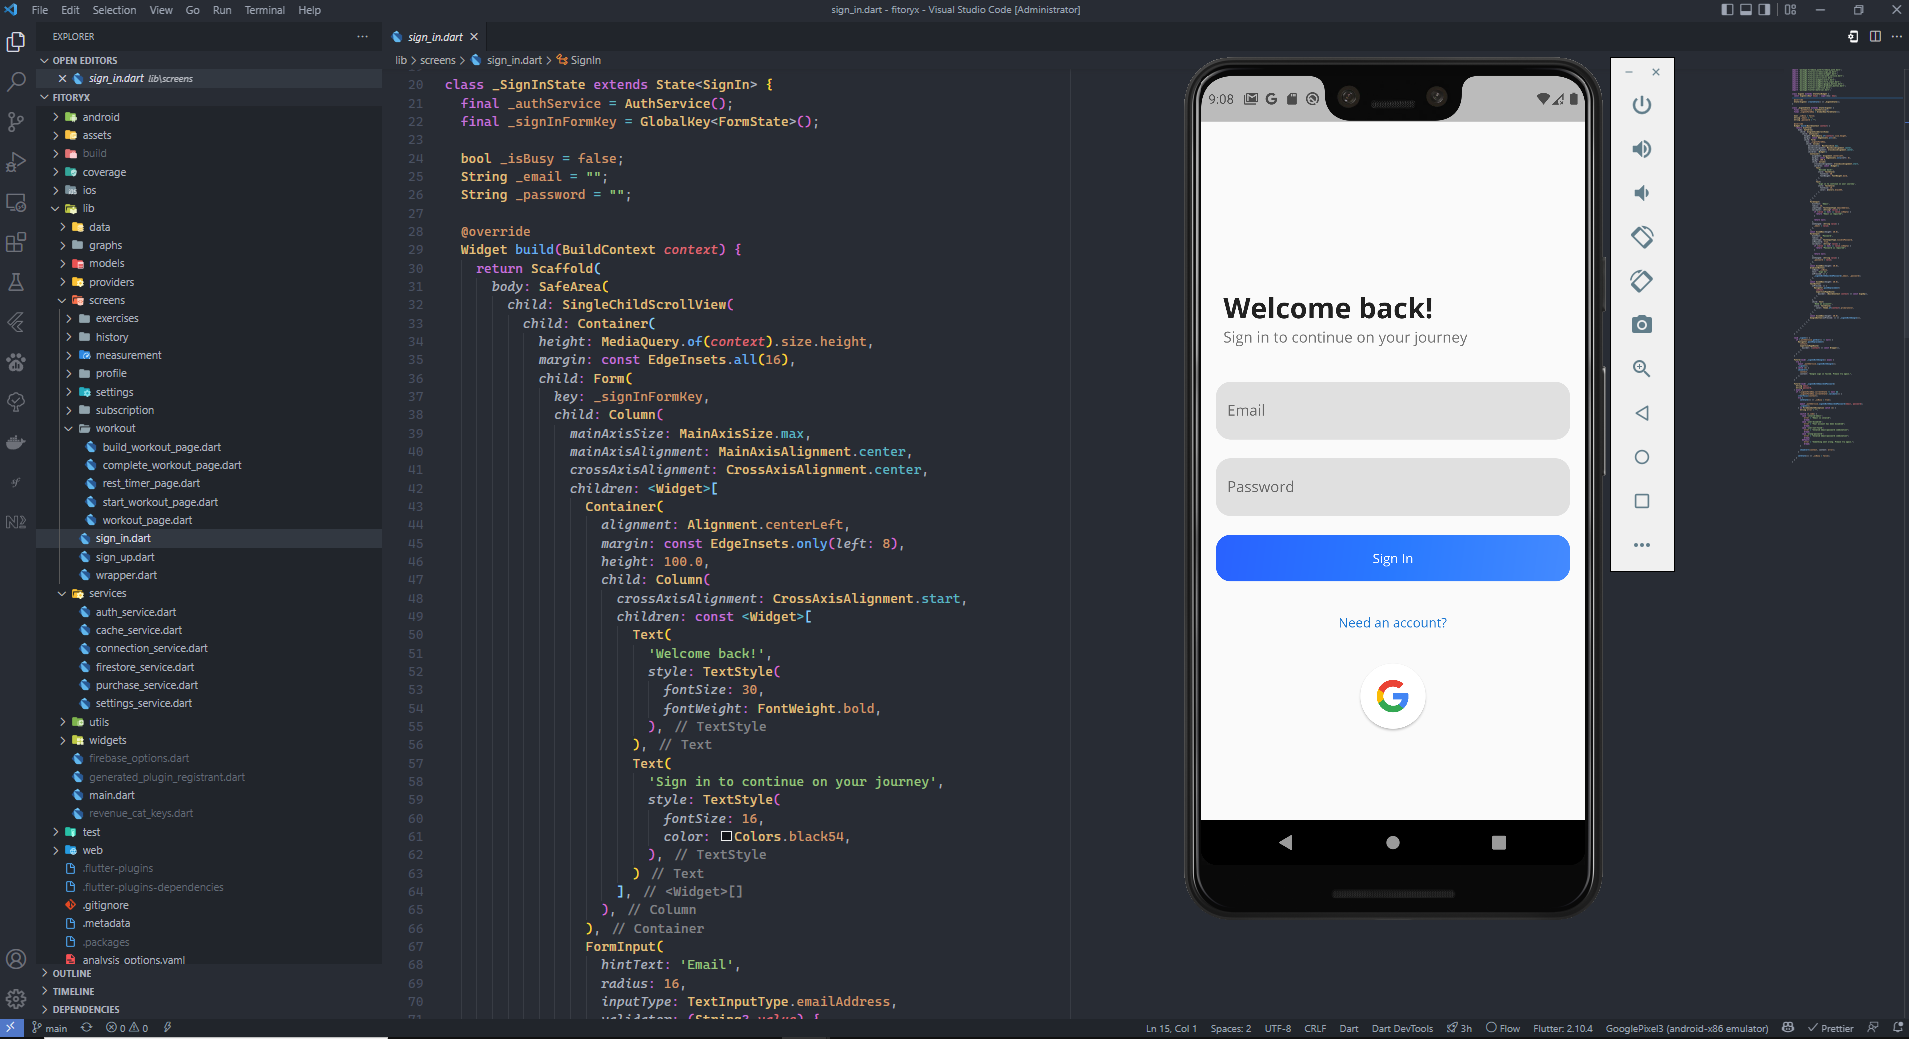 File Edit Selection View Go Run Terminal Help
sign_in.dart - fitoryx - Visual Studio Code [Administrator]
EXPLORER
OPEN EDITORS
sign_in.dart lib\screens
FITORYX
android
assets
build
coverage
ios
lib
data
graphs
models
providers
screens
exercises
history
measurement
profile
settings
subscription
workout
build_workout_page.dart
complete_workout_page.dart
rest_timer_page.dart
start_workout_page.dart
workout_page.dart
sign_in.dart
sign_up.dart
wrapper.dart
services
auth_service.dart
cache_service.dart
connection_service.dart
firestore_service.dart
purchase_service.dart
settings_service.dart
utils
widgets
firebase_options.dart
generated_plugin_registrant.dart
main.dart
revenue_cat_keys.dart
test
web
.flutter-plugins
.flutter-plugins-dependencies
.gitignore
.metadata
.packages
analysis_options.yaml
OUTLINE
TIMELINE
DEPENDENCIES
sign_in.dart
lib > screens > sign_in.dart > SignIn
20 class _SignInState extends State<SignIn> {
21 final _authService = AuthService();
22 final _signInFormKey = GlobalKey<FormState>();
23
24 bool _isBusy = false;
25 String _email = "";
26 String _password = "";
27
28 @override
29 Widget build(BuildContext context) {
30 return Scaffold(
31 body: SafeArea(
32 child: SingleChildScrollView(
33 child: Container(
34 height: MediaQuery.of(context).size.height,
35 margin: const EdgeInsets.all(16),
36 child: Form(
37 key: _signInFormKey,
38 child: Column(
39 mainAxisSize: MainAxisSize.max,
40 mainAxisAlignment: MainAxisAlignment.center,
41 crossAxisAlignment: CrossAxisAlignment.center,
42 children: <Widget>[
43 Container(
44 alignment: Alignment.centerLeft,
45 margin: const EdgeInsets.only(left: 8),
46 height: 100.0,
47 child: Column(
48 crossAxisAlignment: CrossAxisAlignment.start,
49 children: const <Widget>[
50 Text(
51 'Welcome back!',
52 style: TextStyle(
53 fontSize: 30,
54 fontWeight: FontWeight.bold,
55 ), // TextStyle
56 ), // Text
57 Text(
58 'Sign in to continue on your journey',
59 style: TextStyle(
60 fontSize: 16,
61 color: Colors.black54,
62 ), // TextStyle
63 ) // Text
64 ], // <Widget>[]
65 ), // Column
66 ), // Container
67 FormInput(
68 hintText: 'Email',
69 radius: 16,
70 inputType: TextInputType.emailAddress,
71 validator: (String? value) {
9:08
Welcome back!
Sign in to continue on your journey
Email
Password
Sign In
Need an account?
main 0 0
Ln 15, Col 1 Spaces: 2 UTF-8 CRLF Dart Dart DevTools 3h Flow Flutter: 2.10.4 GooglePixel3 (android-x86 emulator) Prettier